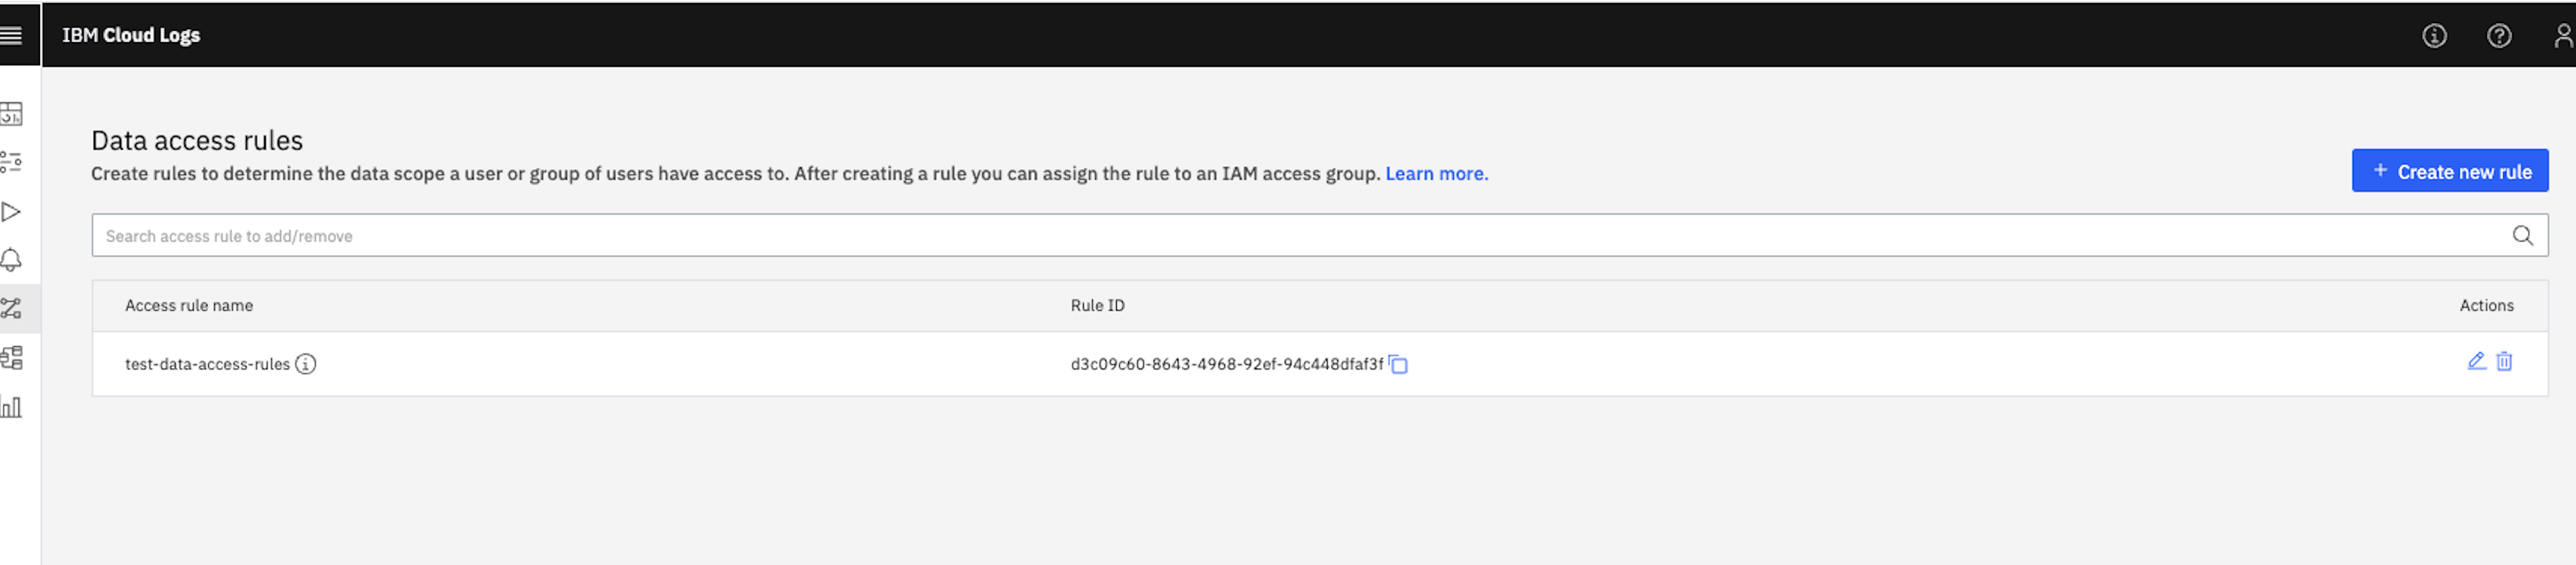 IBM Cloud Logs
Data access rules
Create rules to determine the data scope a user or group of users have access to. After creating a rule you can assign the rule to an IAM access group. Learn more.
+ Create new rule
Search access rule to add/remove
Access rule name Rule ID Actions
test-data-access-rules d3c09c60-8643-4968-92ef-94c448dfaf3f